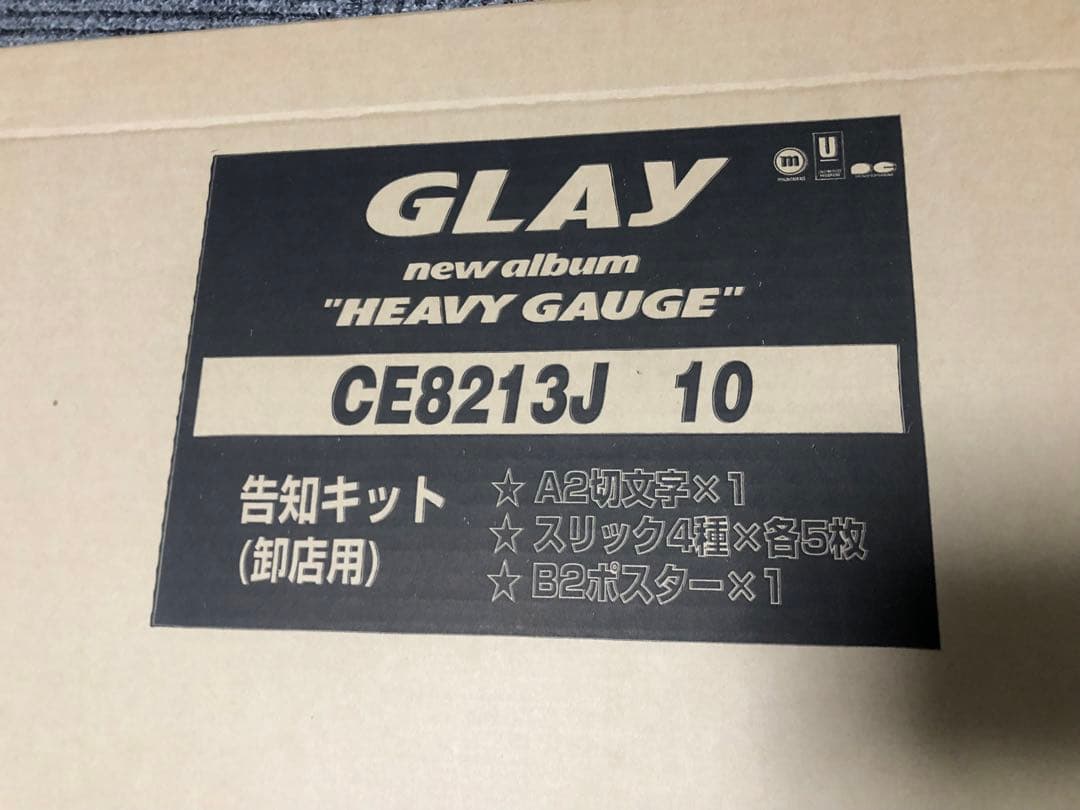 GLAY
m
U
new album
"HEAVY GAUGE"
CE8213J 10
告知キット
(卸店用)
☆ A2切文字×1
☆ スリック4種×各5枚
☆ B2ポスター×1